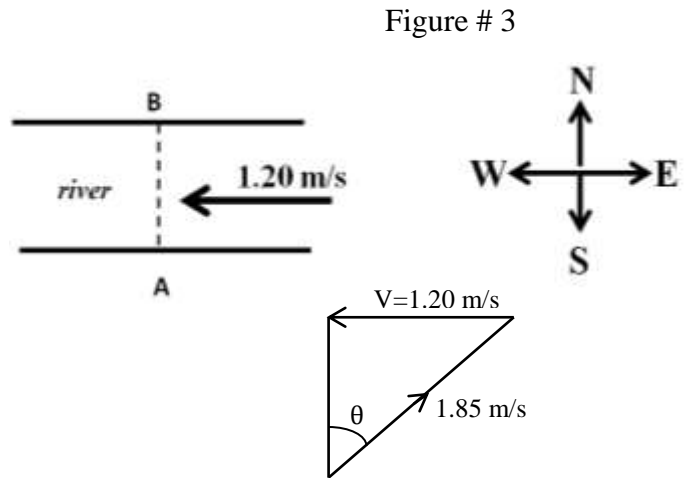 Figure # 3
B
N
river
1.20 m/s
W
E
A
S
V=1.20 m/s
θ
1.85 m/s